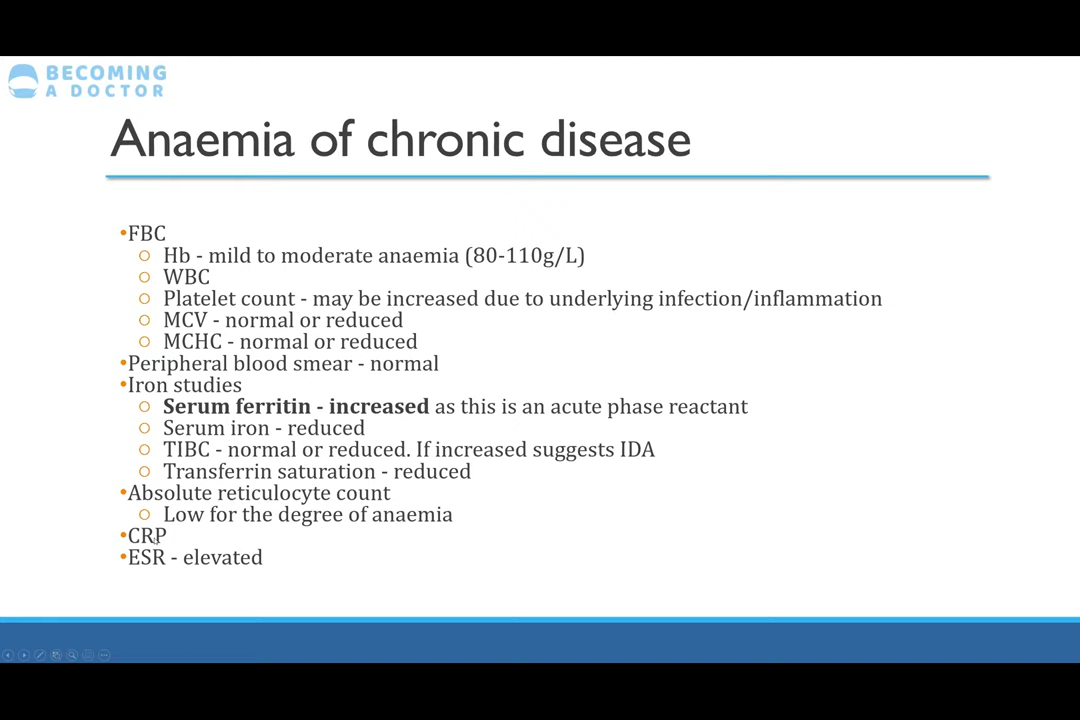 BECOMING
A DOCTOR
Anaemia of chronic disease
•FBC
○ Hb - mild to moderate anaemia (80-110g/L)
○ WBC
○ Platelet count - may be increased due to underlying infection/inflammation
○ MCV - normal or reduced
○ MCHC - normal or reduced
•Peripheral blood smear - normal
•Iron studies
○ Serum ferritin - increased as this is an acute phase reactant
○ Serum iron - reduced
○ TIBC - normal or reduced. If increased suggests IDA
○ Transferrin saturation - reduced
•Absolute reticulocyte count
○ Low for the degree of anaemia
•CRP
•ESR - elevated